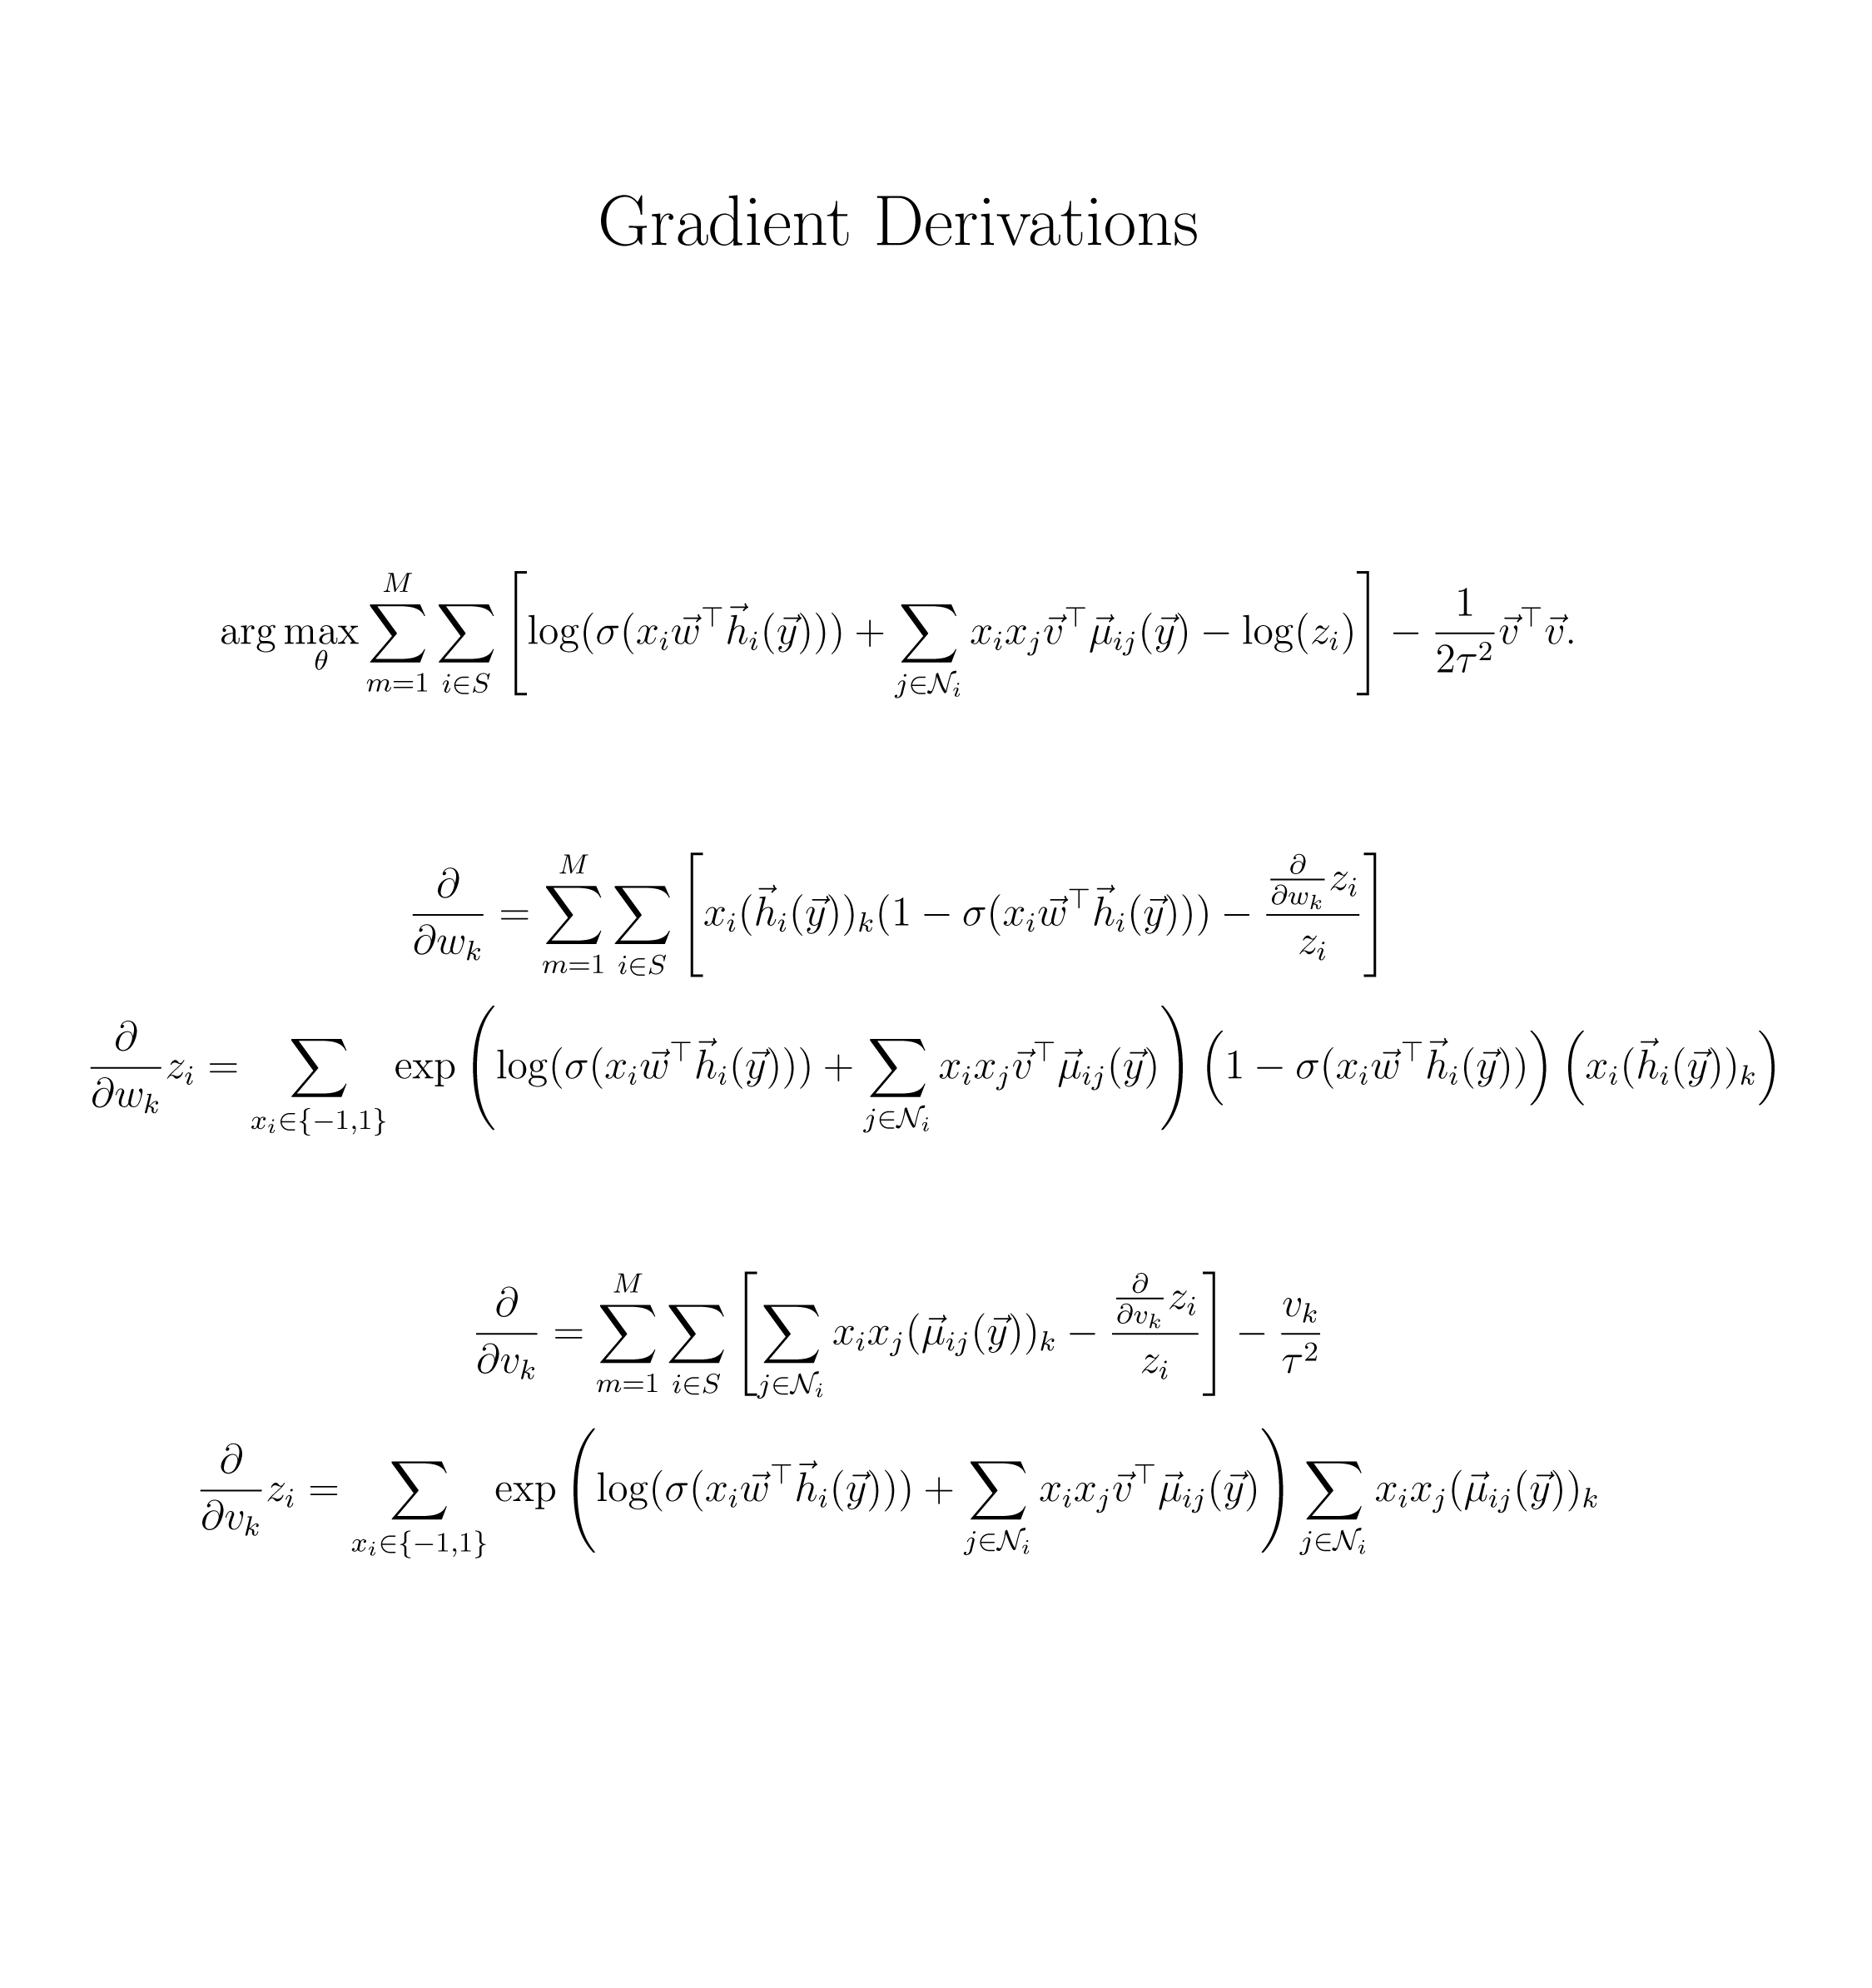 Gradient Derivations
$$\arg\max_{\theta} \sum_{m=1}^{M} \sum_{i \in S} \left[ \log(\sigma(x_i \vec{w}^\top \vec{h}_i(\vec{y}))) + \sum_{j \in \mathcal{N}_i} x_i x_j \vec{v}^\top \vec{\mu}_{ij}(\vec{y}) - \log(z_i) \right] - \frac{1}{2\tau^2} \vec{v}^\top \vec{v}.$$
$$\frac{\partial}{\partial w_k} = \sum_{m=1}^{M} \sum_{i \in S} \left[ x_i (\vec{h}_i(\vec{y}))_k (1 - \sigma(x_i \vec{w}^\top \vec{h}_i(\vec{y}))) - \frac{\frac{\partial}{\partial w_k} z_i}{z_i} \right]$$
$$\frac{\partial}{\partial w_k} z_i = \sum_{x_i \in \{-1,1\}} \exp\left( \log(\sigma(x_i \vec{w}^\top \vec{h}_i(\vec{y}))) + \sum_{j \in \mathcal{N}_i} x_i x_j \vec{v}^\top \vec{\mu}_{ij}(\vec{y}) \right) \left( 1 - \sigma(x_i \vec{w}^\top \vec{h}_i(\vec{y})) \right) \left( x_i (\vec{h}_i(\vec{y}))_k \right)$$
$$\frac{\partial}{\partial v_k} = \sum_{m=1}^{M} \sum_{i \in S} \left[ \sum_{j \in \mathcal{N}_i} x_i x_j (\vec{\mu}_{ij}(\vec{y}))_k - \frac{\frac{\partial}{\partial v_k} z_i}{z_i} \right] - \frac{v_k}{\tau^2}$$
$$\frac{\partial}{\partial v_k} z_i = \sum_{x_i \in \{-1,1\}} \exp\left( \log(\sigma(x_i \vec{w}^\top \vec{h}_i(\vec{y}))) + \sum_{j \in \mathcal{N}_i} x_i x_j \vec{v}^\top \vec{\mu}_{ij}(\vec{y}) \right) \sum_{j \in \mathcal{N}_i} x_i x_j (\vec{\mu}_{ij}(\vec{y}))_k$$